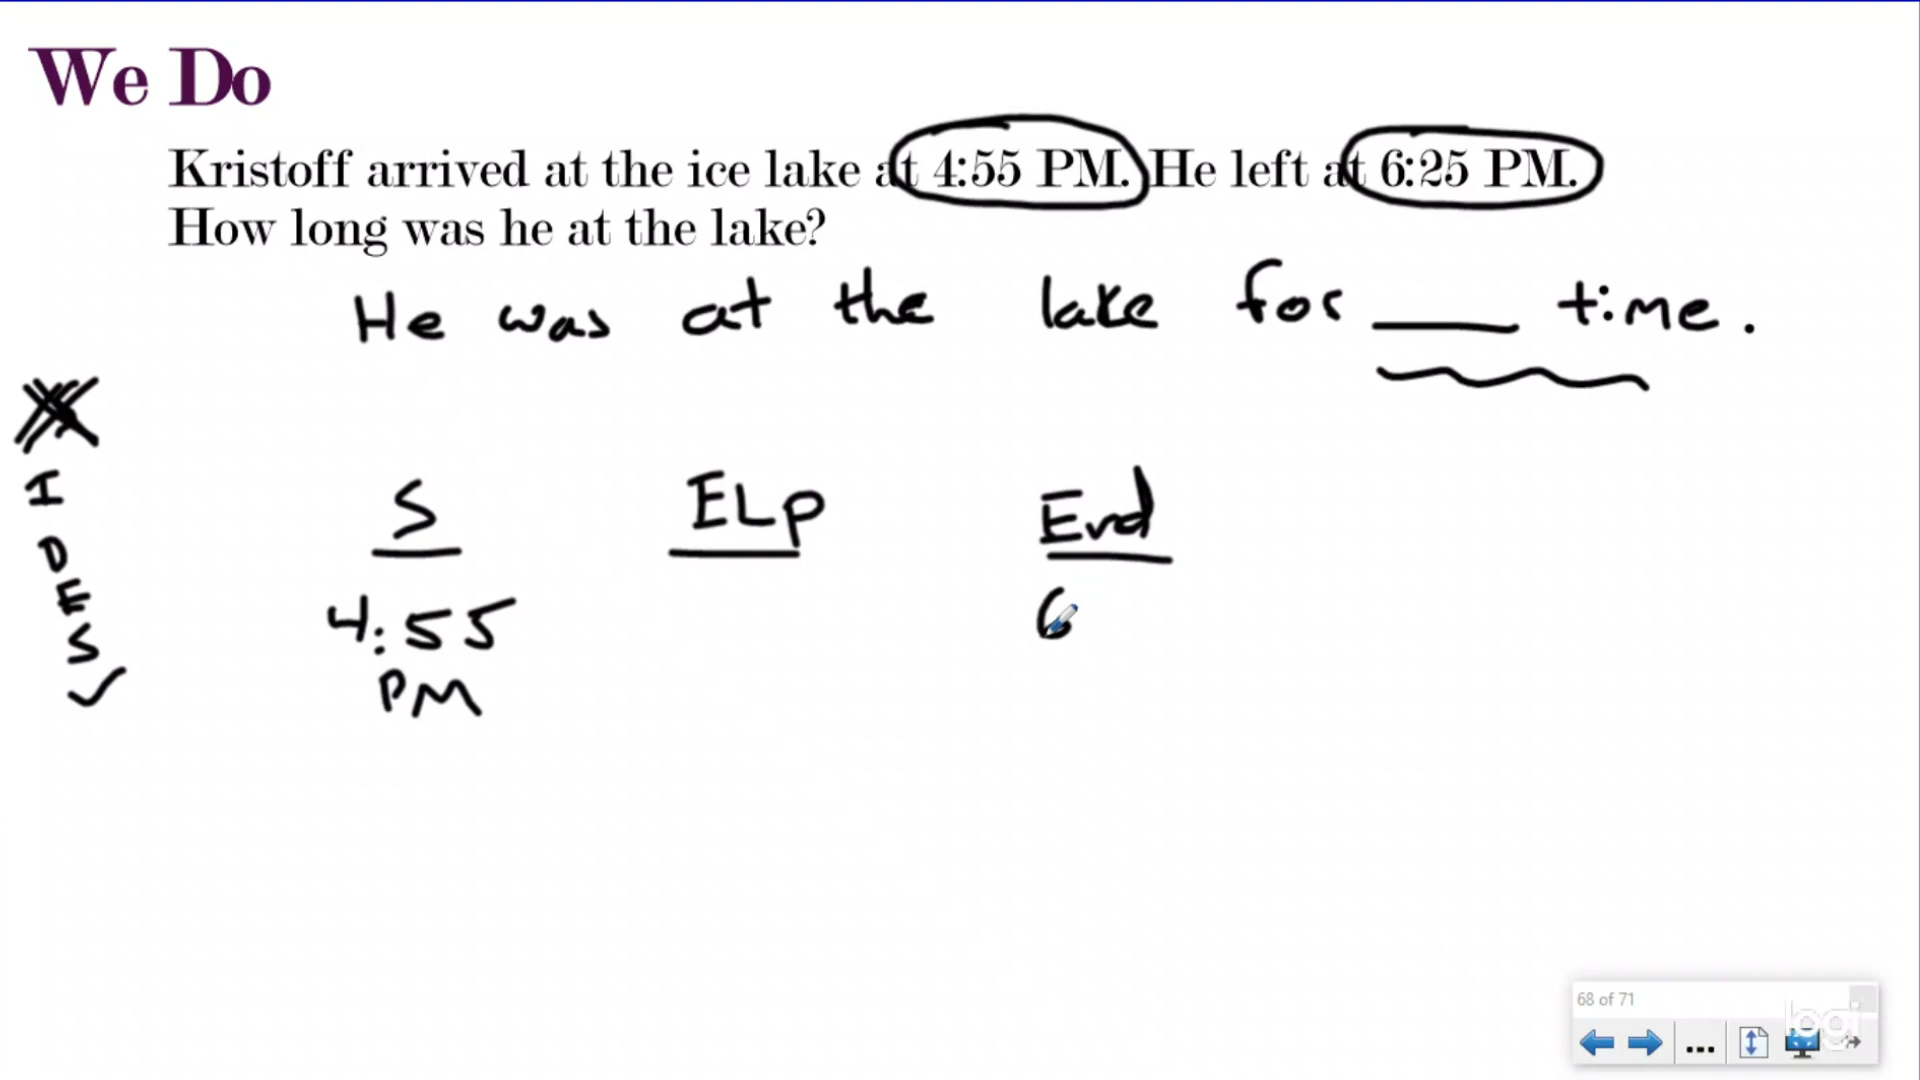 We Do
Kristoff arrived at the ice lake at 4:55 PM. He left at 6:25 PM.
How long was he at the lake?
He was at the lake for ___ time.
I
D
E
S
S ELP End
4:55 6
PM
68 of 71
logi